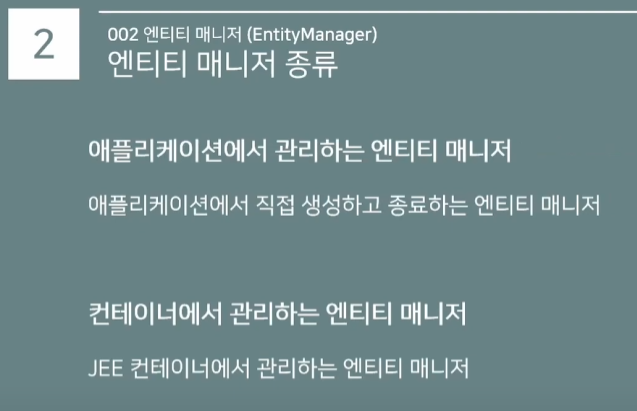 2
002 엔티티 매니저 (EntityManager)
엔티티 매니저 종류
애플리케이션에서 관리하는 엔티티 매니저
애플리케이션에서 직접 생성하고 종료하는 엔티티 매니저
컨테이너에서 관리하는 엔티티 매니저
JEE 컨테이너에서 관리하는 엔티티 매니저